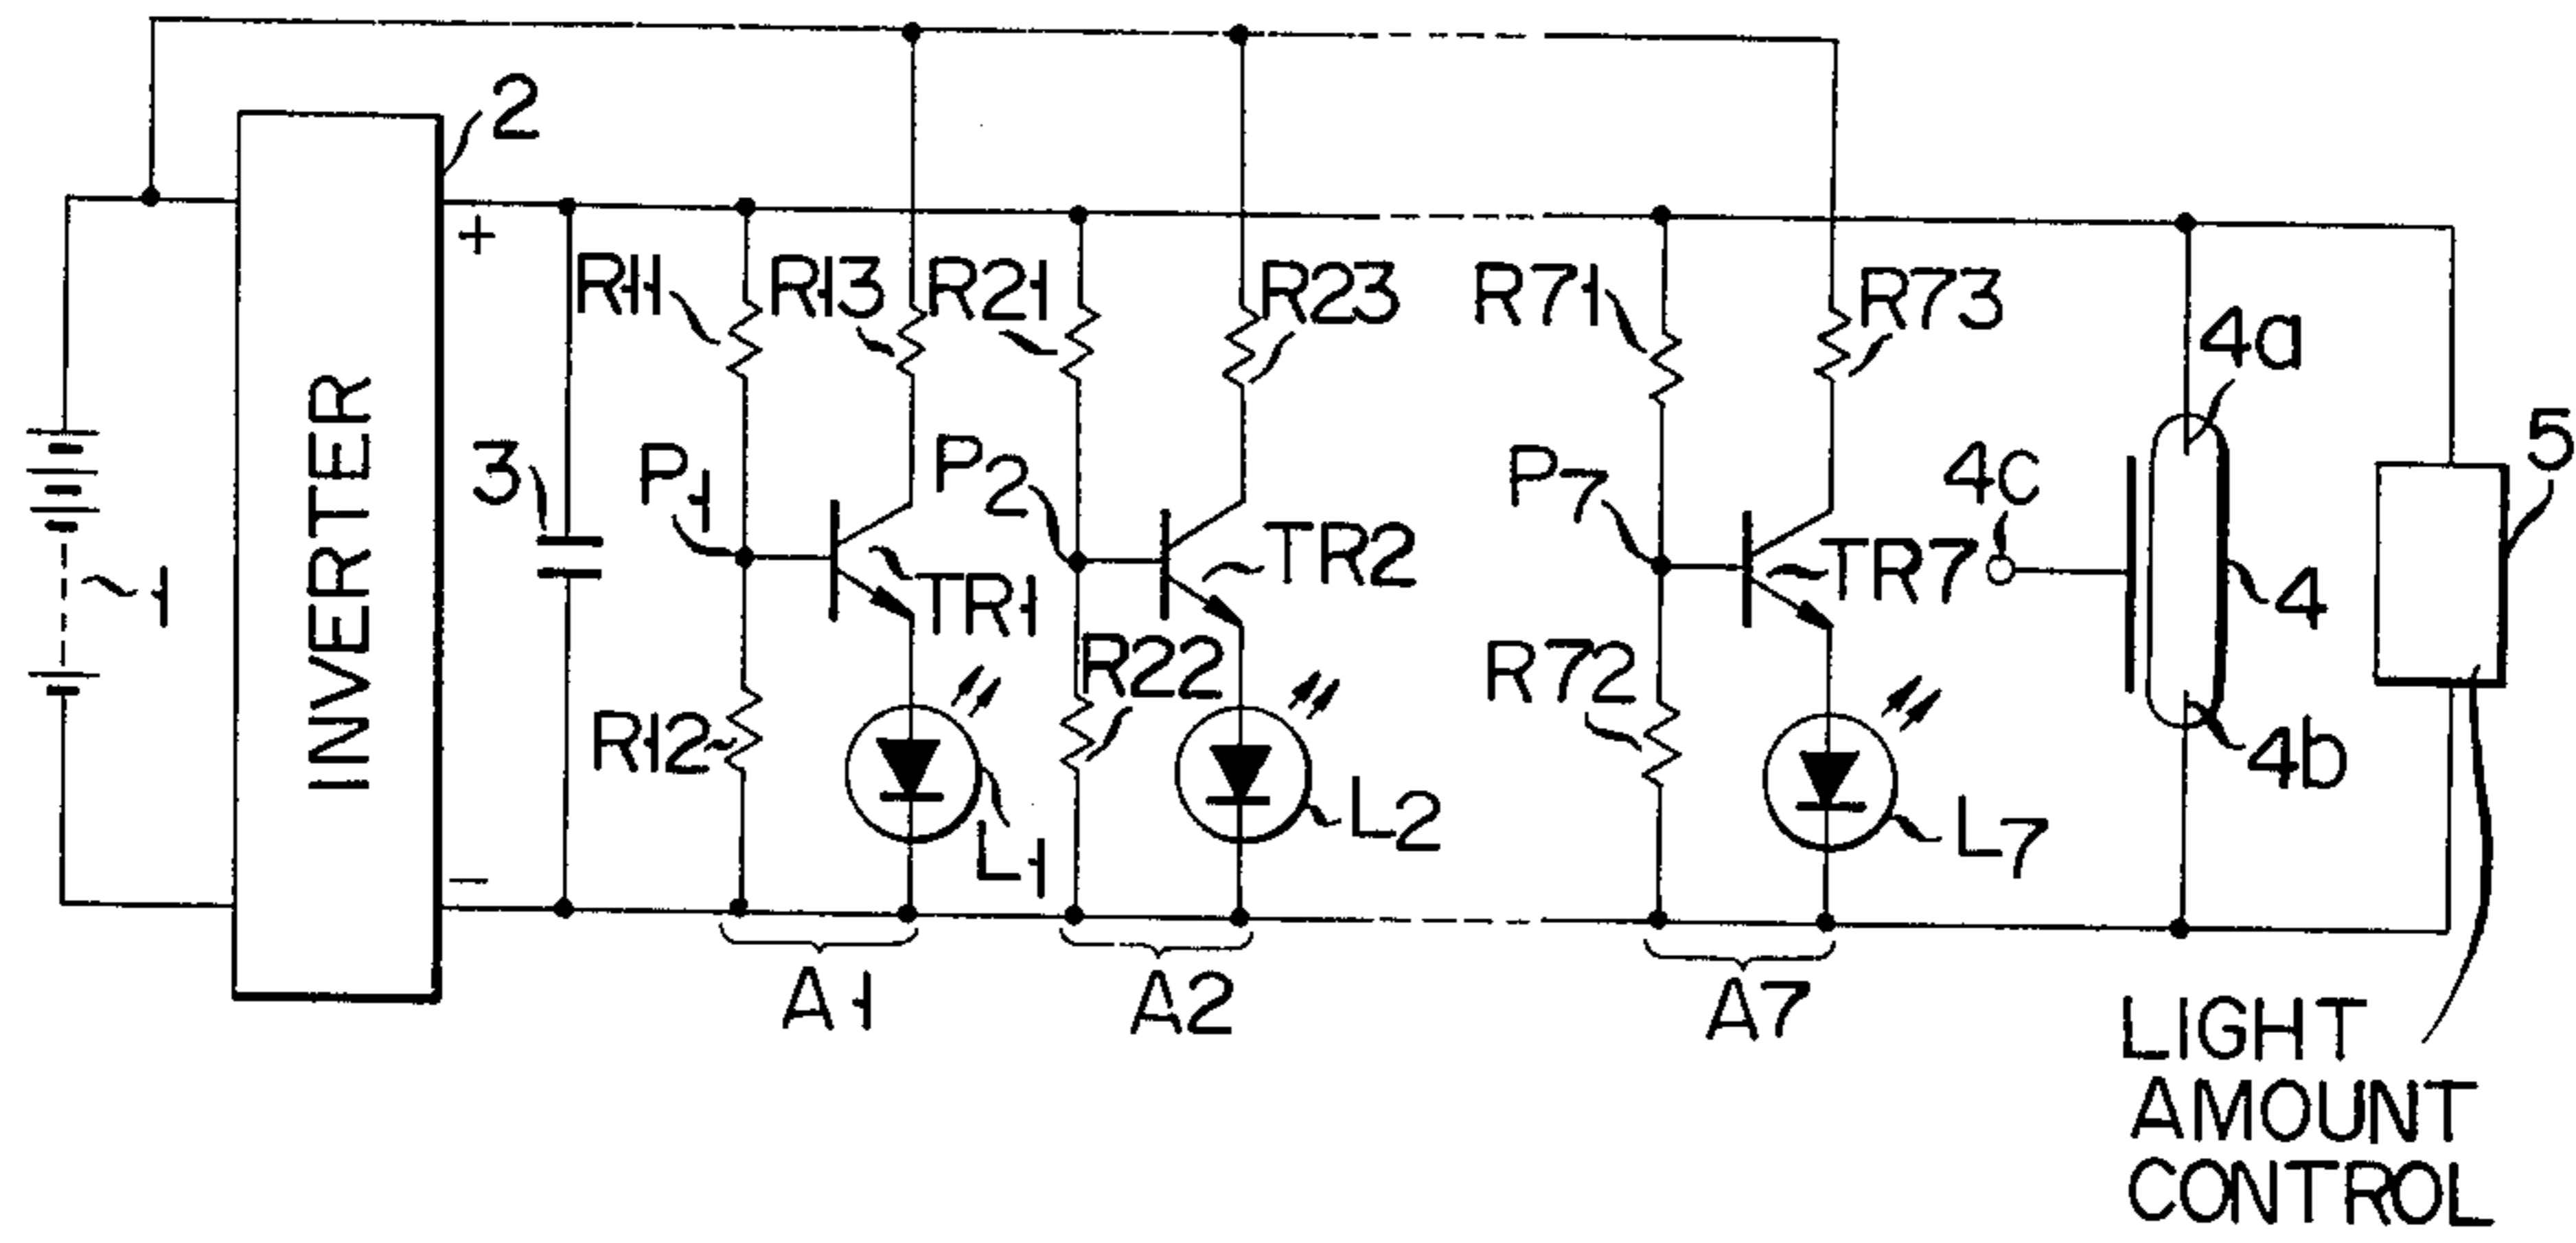 2
+
R11
R13
R21
R23
R71
R73
4a
5
INVERTER
3
P1
P2
P7
4c
1
TR1
TR2
TR7
4
R12
R22
R72
4b
L1
L2
L7
−
A1
A2
A7
LIGHT
AMOUNT
CONTROL